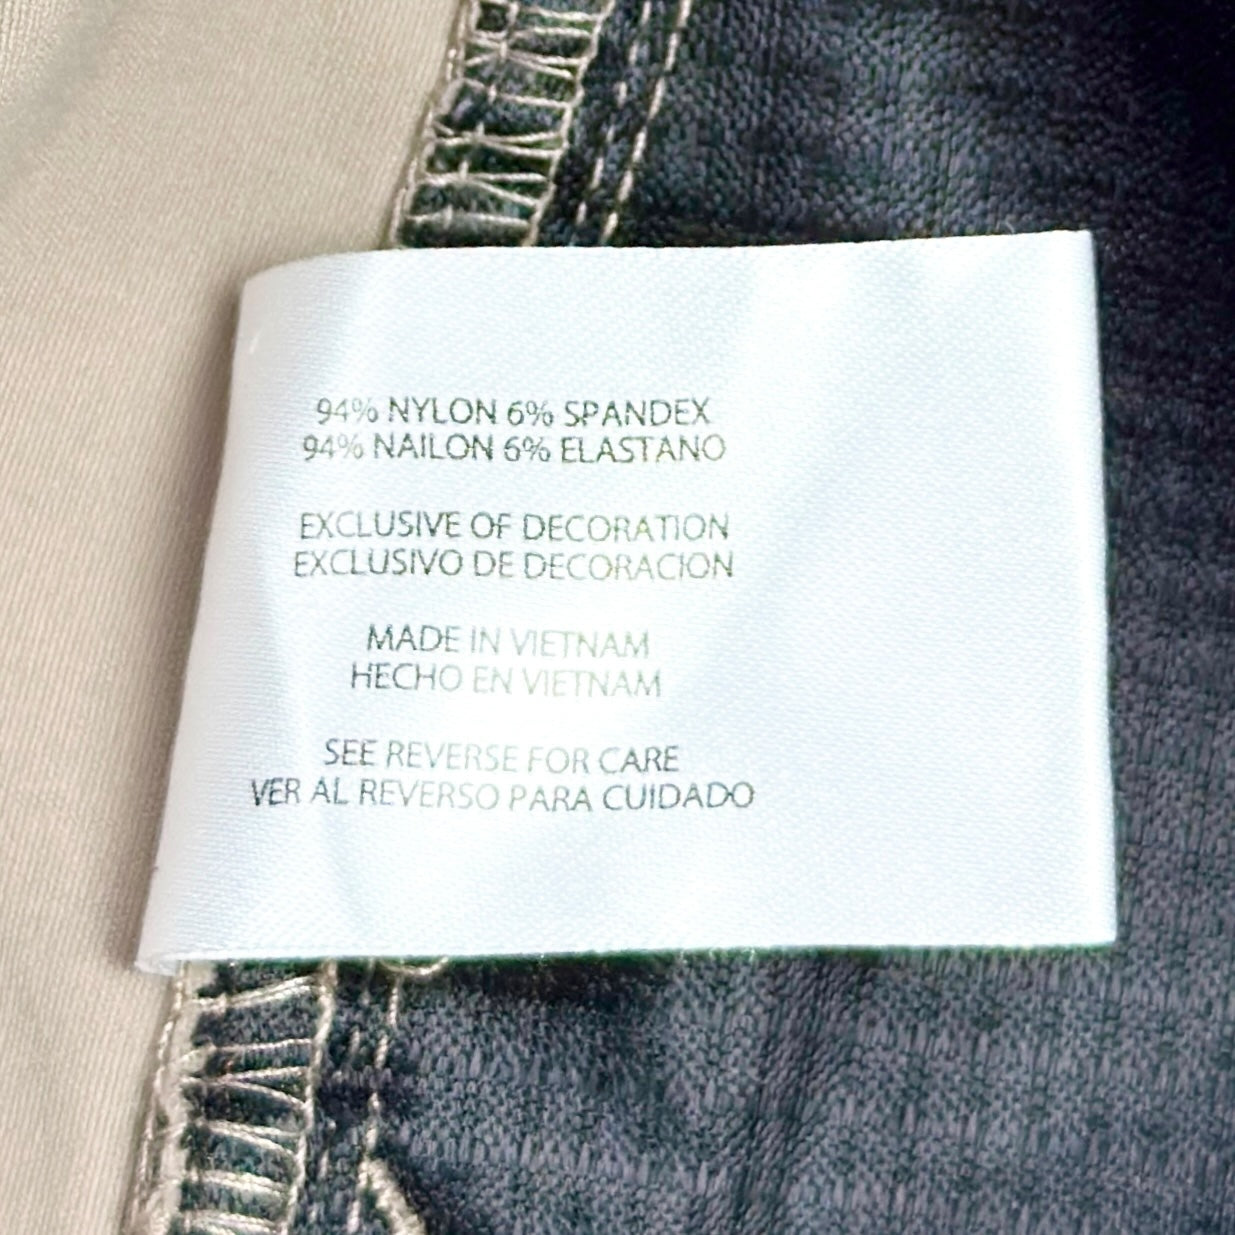 94% NYLON 6% SPANDEX
94% NAILON 6% ELASTANO
EXCLUSIVE OF DECORATION
EXCLUSIVO DE DECORACION
MADE IN VIETNAM
HECHO EN VIETNAM
SEE REVERSE FOR CARE
VER AL REVERSO PARA CUIDADO